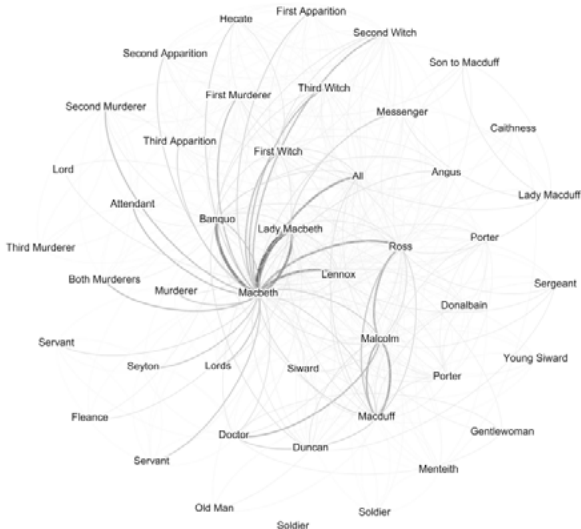 First Apparition
Hecate
Second Witch
Second Apparition
Son to Macduff
Third Witch
First Murderer
Second Murderer
Messenger
Caithness
Third Apparition
First Witch
Lord
Angus
All
Lady Macduff
Attendant
Banquo
Lady Macbeth
Porter
Third Murderer
Ross
Lennox
Both Murderers
Sergeant
Murderer
Macbeth
Donalbain
Malcolm
Servant
Young Siward
Seyton
Lords
Siward
Porter
Fleance
Macduff
Gentlewoman
Doctor
Duncan
Servant
Menteith
Old Man
Soldier
Soldier